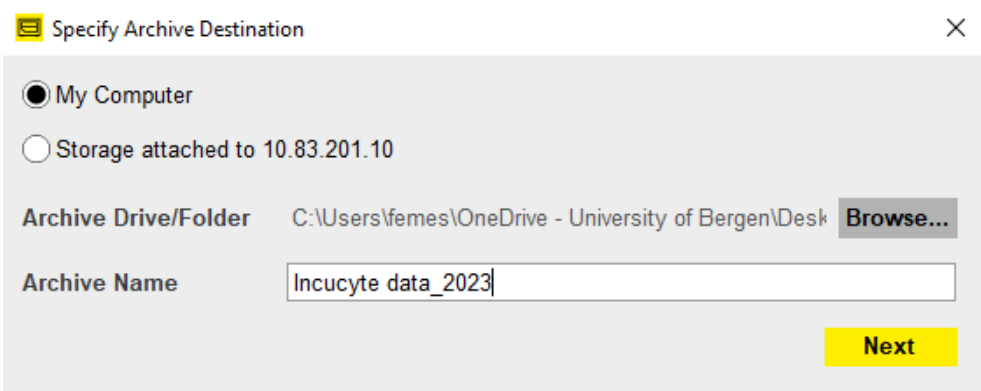 Specify Archive Destination
My Computer
Storage attached to 10.83.201.10
Archive Drive/Folder C:\Users\femes\OneDrive - University of Bergen\Desk Browse...
Archive Name Incucyte data_2023
Next